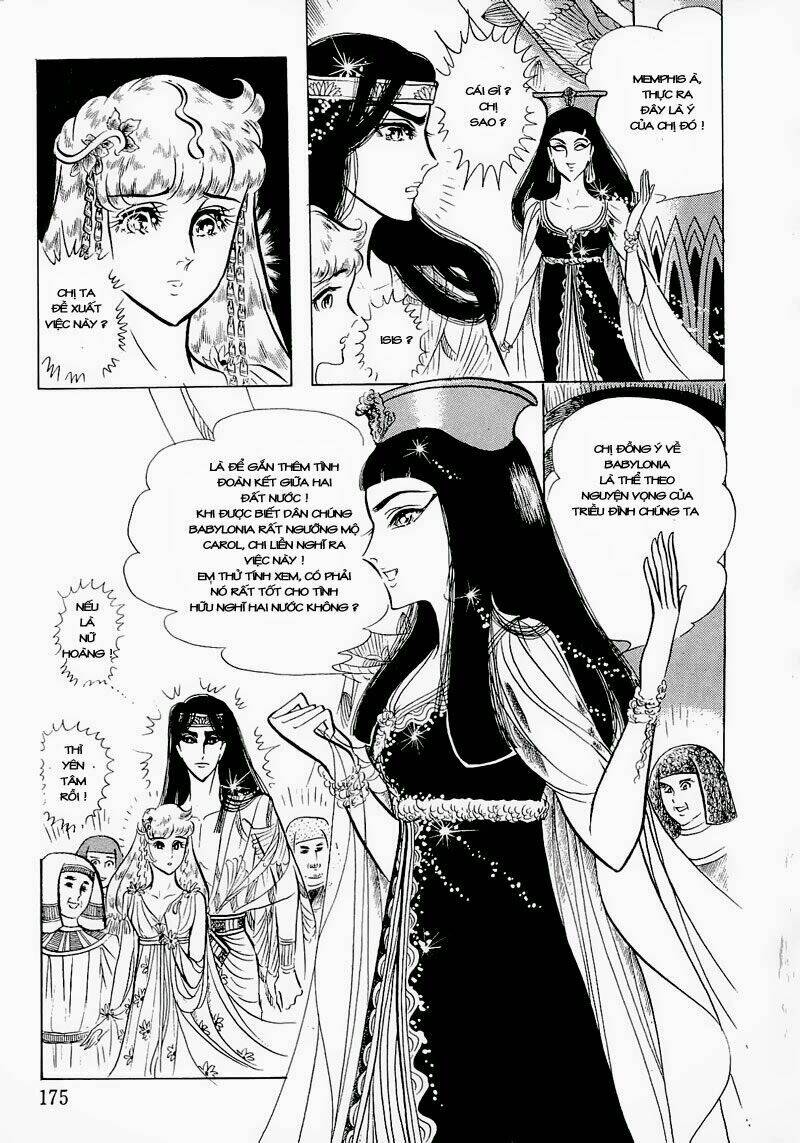 MEMPHIS À,
THỰC RA
ĐÂY LÀ Ý
CỦA CHỊ ĐÓ !
CÁI GÌ ?
CHỊ
SAO ?
ISIS ?
CHỊ TA
ĐỀ XUẤT
VIỆC NÀY ?
CHỊ ĐỒNG Ý VỀ
BABYLONIA
LÀ THỂ THEO
NGUYỆN VỌNG CỦA
TRIỀU ĐÌNH CHÚNG TA
LÀ ĐỂ GẮN THÊM TÌNH
ĐOÀN KẾT GIỮA HAI
ĐẤT NƯỚC !
KHI ĐƯỢC BIẾT DÂN CHÚNG
BABYLONIA RẤT NGƯỠNG MỘ
CAROL, CHỊ LIỀN NGHĨ RA
VIỆC NÀY !
EM THỬ TÍNH XEM, CÓ PHẢI
NÓ RẤT TỐT CHO TÌNH
HỮU NGHĨ HAI NƯỚC KHÔNG ?
NẾU
LÀ
NỮ
HOÀNG !
THÌ
YÊN
TÂM
RỒI !
175